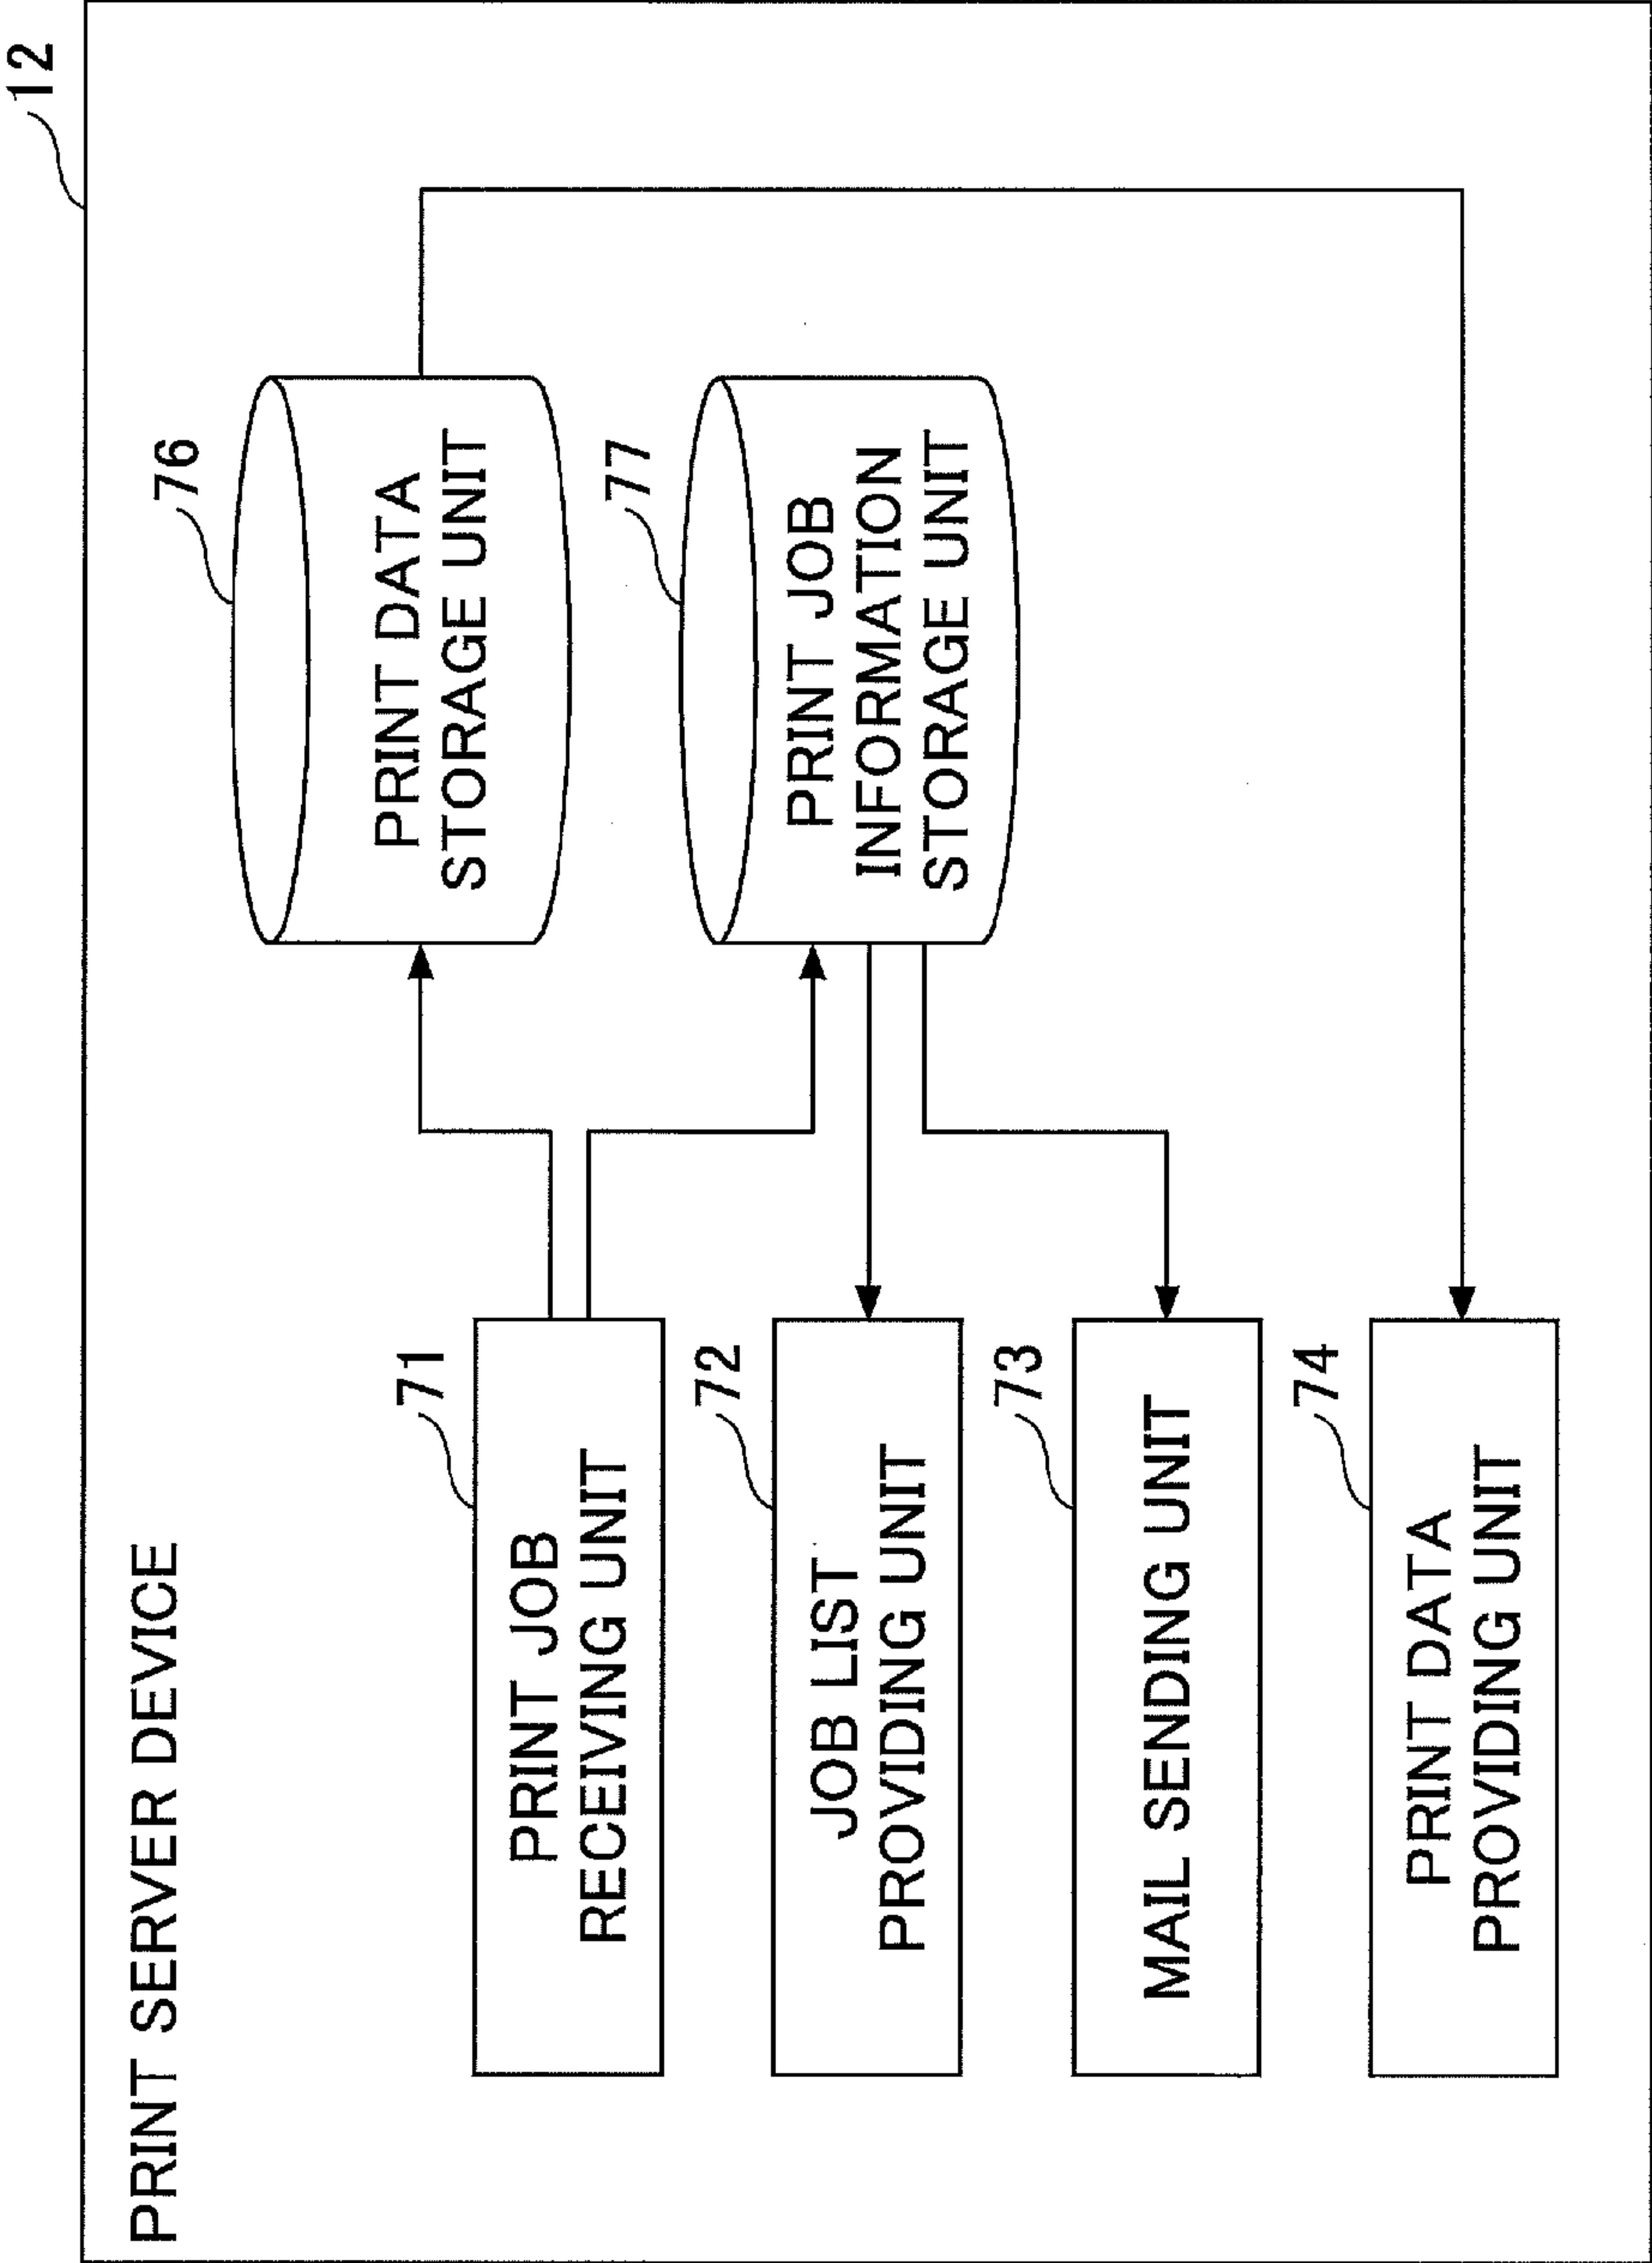 12
PRINT SERVER DEVICE
76
PRINT DATA
STORAGE UNIT
71
PRINT JOB
RECEIVING UNIT
77
PRINT JOB
INFORMATION
STORAGE UNIT
72
JOB LIST
PROVIDING UNIT
73
MAIL SENDING UNIT
74
PRINT DATA
PROVIDING UNIT